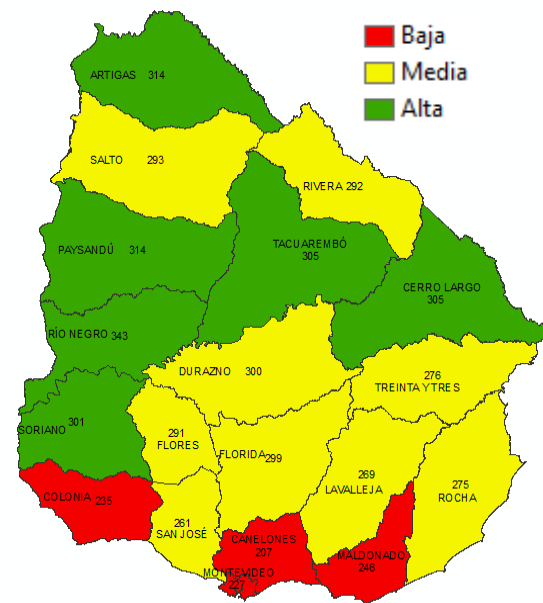 Baja
Media
Alta
ARTIGAS 314
SALTO 293
RIVERA 292
PAYSANDÚ 314
TACUAREMBÓ
305
CERRO LARGO
305
RÍO NEGRO 343
DURAZNO 300
276
TREINTA Y TRES
SORIANO 301
291
FLORES
FLORIDA 299
269
LAVALLEJA
275
ROCHA
COLONIA 235
261
SAN JOSÉ
CANELONES
207
MALDONADO
246
MONTEVIDEO